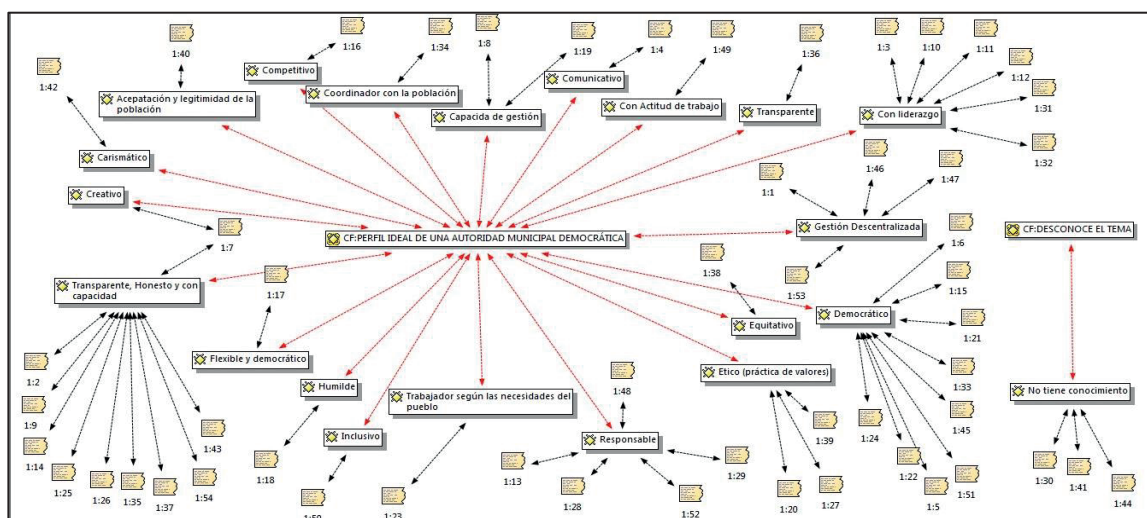 1:40
1:16
1:34
1:8
1:19
1:4
1:49
1:36
1:3
1:10
1:11
1:12
1:31
1:32
1:42
Competitivo
Acepatación y legitimidad de la
población
Coordinador con la población
Comunicativo
Capacida de gestión
Con Actitud de trabajo
Transparente
Con liderazgo
Carismático
Creativo
1:7
1:1
1:46
1:47
CF:PERFIL IDEAL DE UNA AUTORIDAD MUNICIPAL DEMOCRÁTICA
Gestión Descentralizada
CF:DESCONOCE EL TEMA
1:6
1:38
1:53
1:15
Transparente, Honesto y con
capacidad
1:17
Equitativo
Democrático
1:21
Flexible y democrático
Humilde
Trabajador según las necesidades del
pueblo
Etico (práctica de valores)
No tiene conocimiento
1:2
1:9
1:14
1:25
1:26
1:35
1:37
1:54
1:43
1:18
Inclusivo
1:50
1:23
1:48
Responsable
1:13
1:28
1:52
1:29
1:39
1:20
1:27
1:24
1:22
1:5
1:51
1:45
1:33
1:30
1:41
1:44